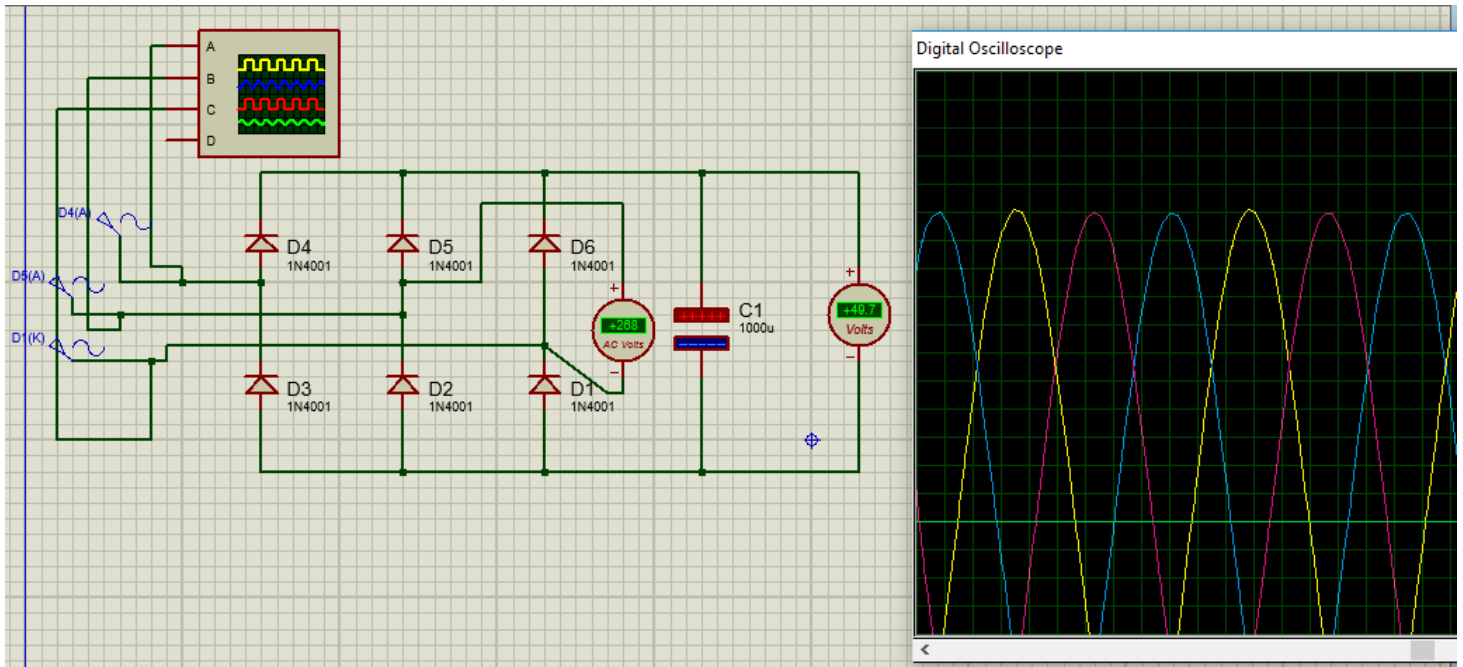 Digital Oscilloscope
A
B
C
D
D4(A)
D5(A)
D1(K)
D4
1N4001
D5
1N4001
D6
1N4001
+
+268
AC Volts
−
C1
1000u
+
+49.7
Volts
−
D3
1N4001
D2
1N4001
D1
1N4001